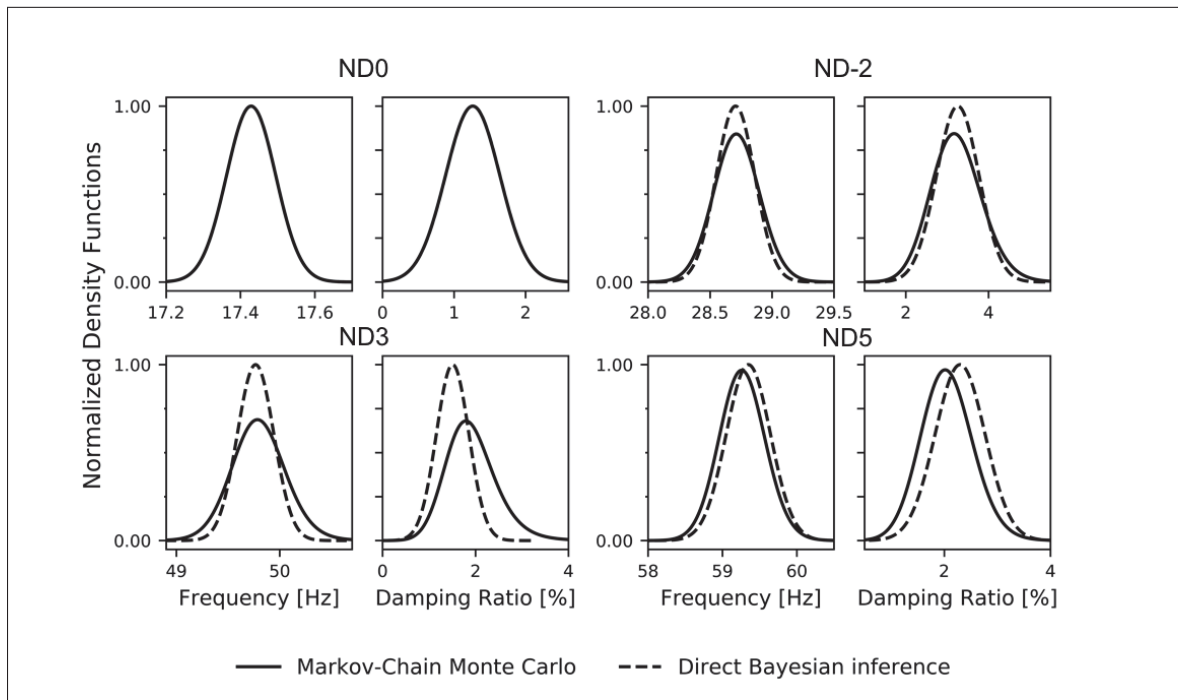 ND0
ND-2
Normalized Density Functions
1.00
0.00
17.2 17.4 17.6
0 1 2
1.00
0.00
28.0 28.5 29.0 29.5
2 4
ND3
ND5
1.00
0.00
49 50
0 2 4
1.00
0.00
58 59 60
2 4
Frequency [Hz] Damping Ratio [%] Frequency [Hz] Damping Ratio [%]
Markov-Chain Monte Carlo Direct Bayesian inference